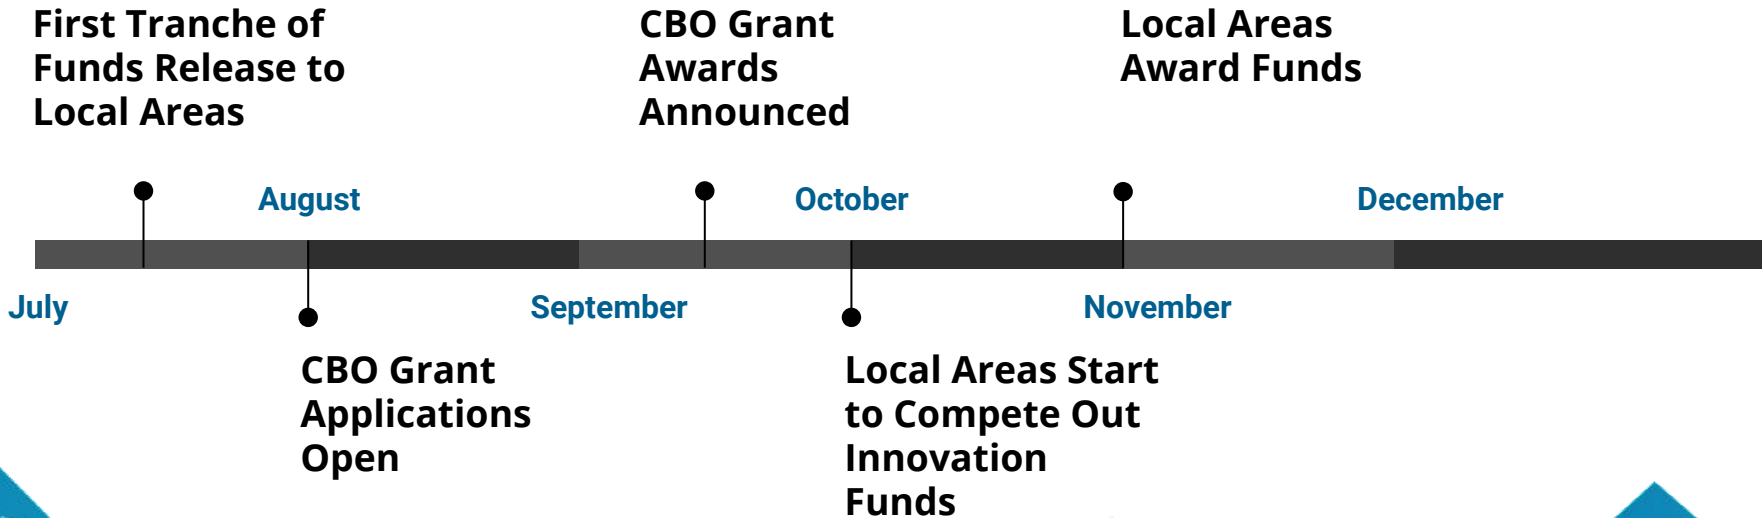 First Tranche of
Funds Release to
Local Areas
CBO Grant
Awards
Announced
Local Areas
Award Funds
August
October
December
July
September
November
CBO Grant
Applications
Open
Local Areas Start
to Compete Out
Innovation
Funds